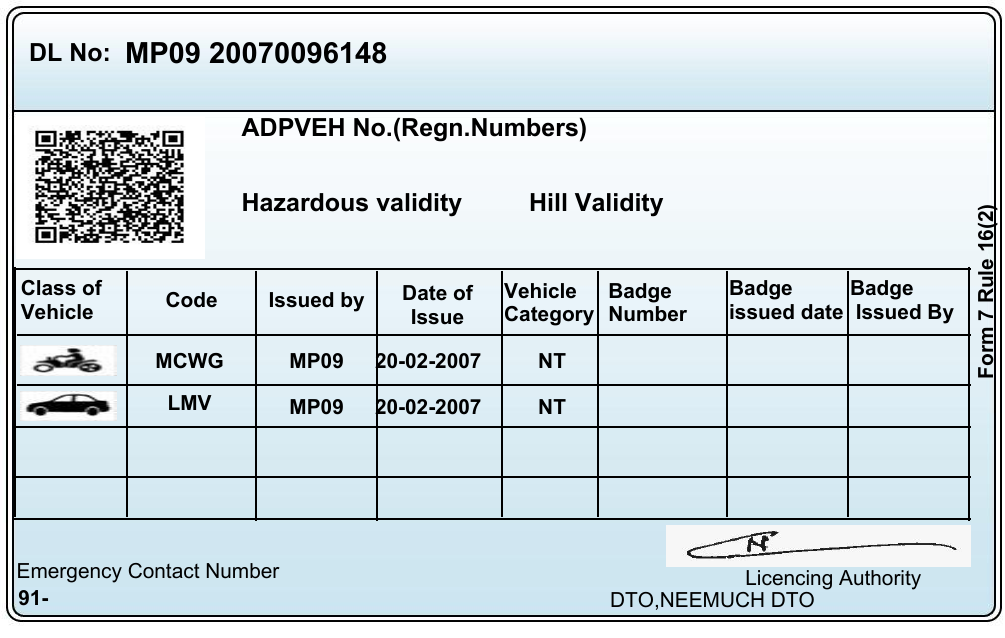 DL No: MP09 20070096148
ADPVEH No.(Regn.Numbers)
Hazardous validity Hill Validity
Form 7 Rule 16(2)
Class of Vehicle Code Issued by Date of Issue Vehicle Category Badge Number Badge issued date Badge Issued By
MCWG MP09 20-02-2007 NT
LMV MP09 20-02-2007 NT
Emergency Contact Number
91-
Licencing Authority
DTO,NEEMUCH DTO